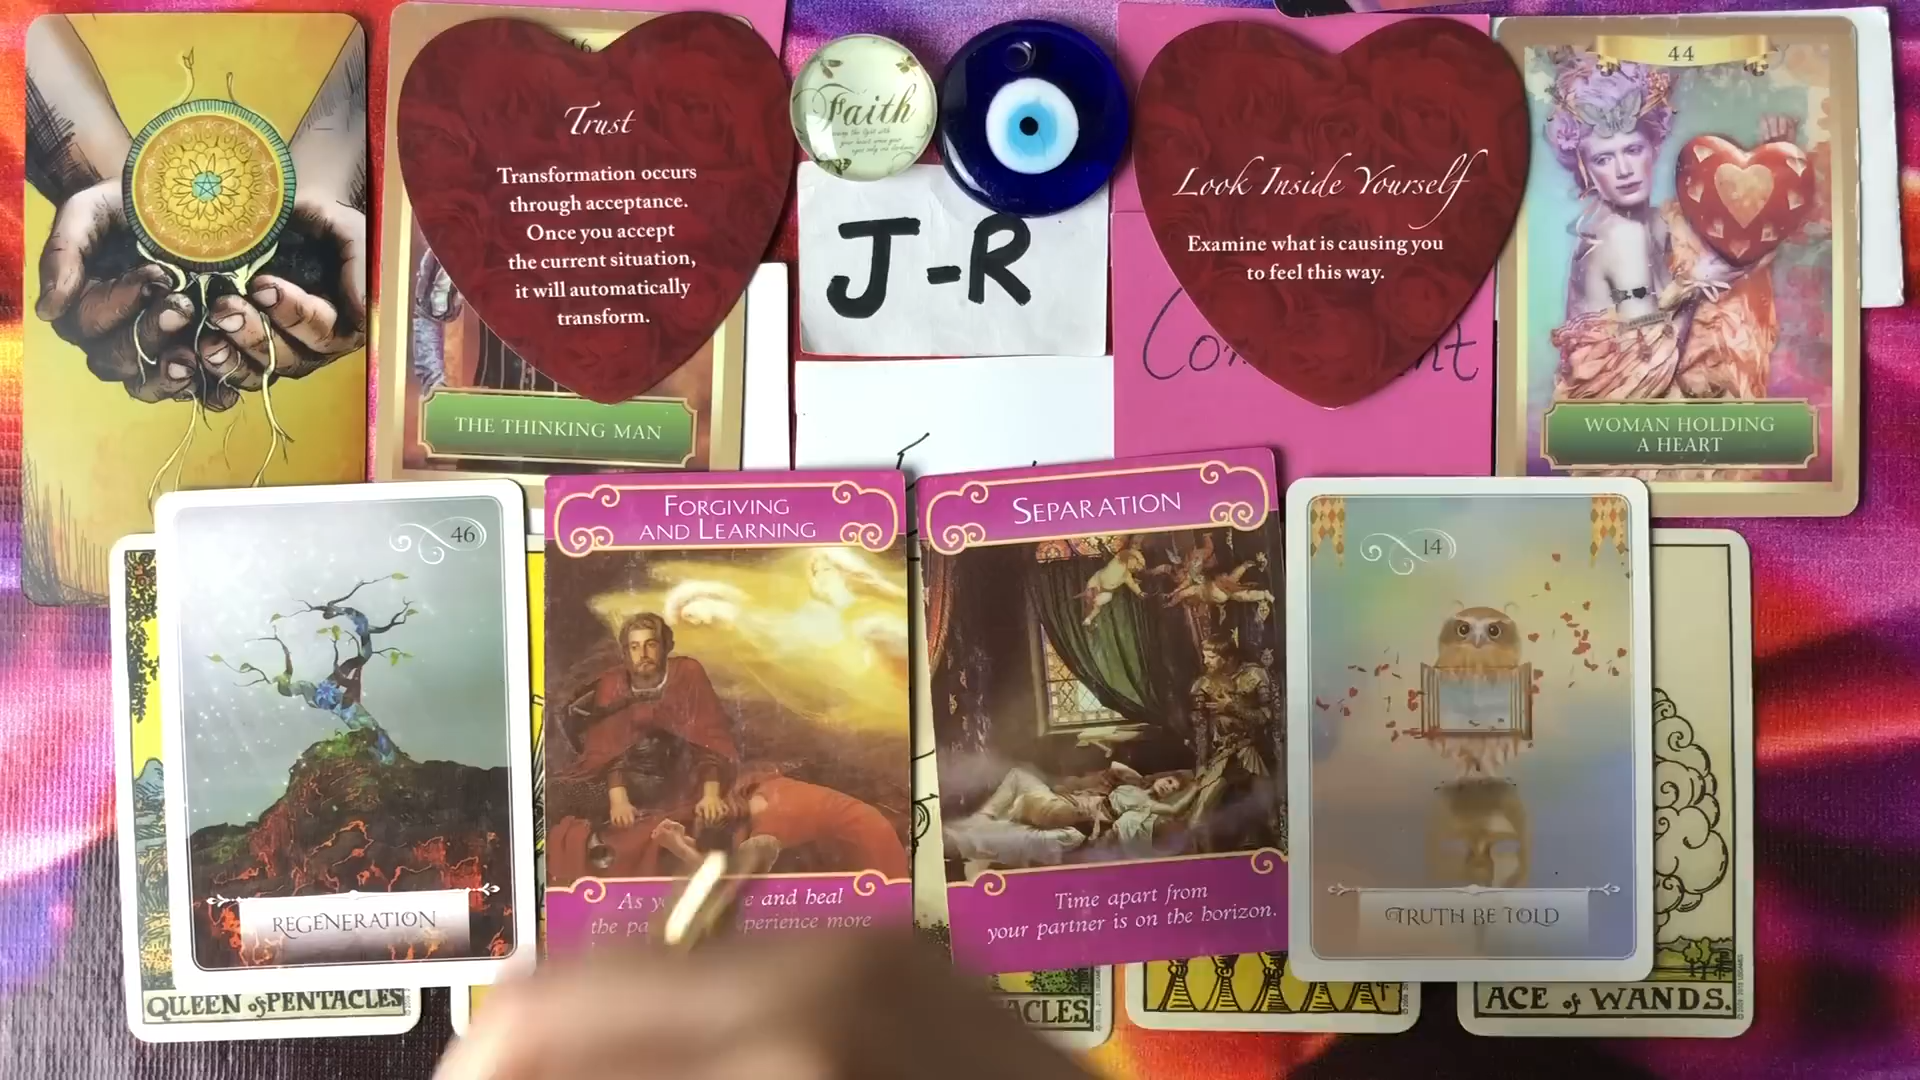 Trust
Transformation occurs
through acceptance.
Once you accept
the current situation,
it will automatically
transform.
THE THINKING MAN
Faith
J-R
Look Inside Yourself
Examine what is causing you
to feel this way.
44
WOMAN HOLDING
A HEART
46
REGENERATION
FORGIVING
AND LEARNING
As and heal
the more
SEPARATION
Time apart from
your partner is on the horizon.
14
TRUTH BE TOLD
QUEEN of PENTACLES
ACE of WANDS.